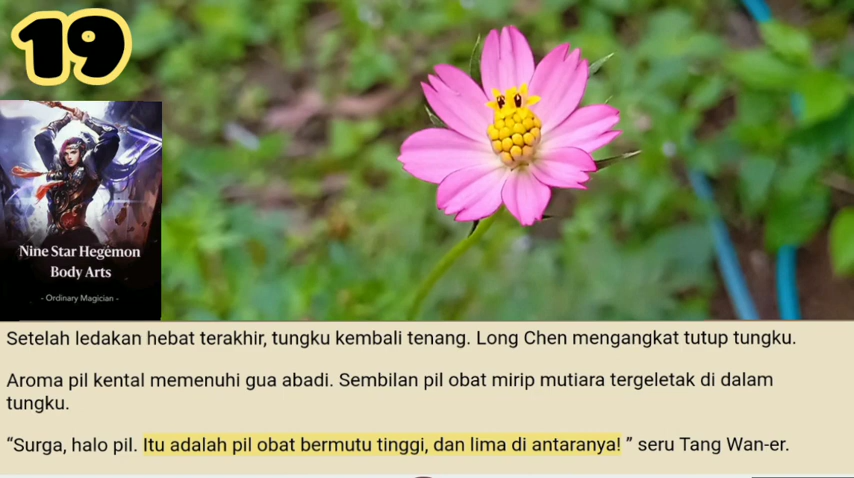 19
Nine Star Hegemon
Body Arts
- Ordinary Magician -
Setelah ledakan hebat terakhir, tungku kembali tenang. Long Chen mengangkat tutup tungku.
Aroma pil kental memenuhi gua abadi. Sembilan pil obat mirip mutiara tergeletak di dalam
tungku.
“Surga, halo pil. Itu adalah pil obat bermutu tinggi, dan lima di antaranya! ” seru Tang Wan-er.